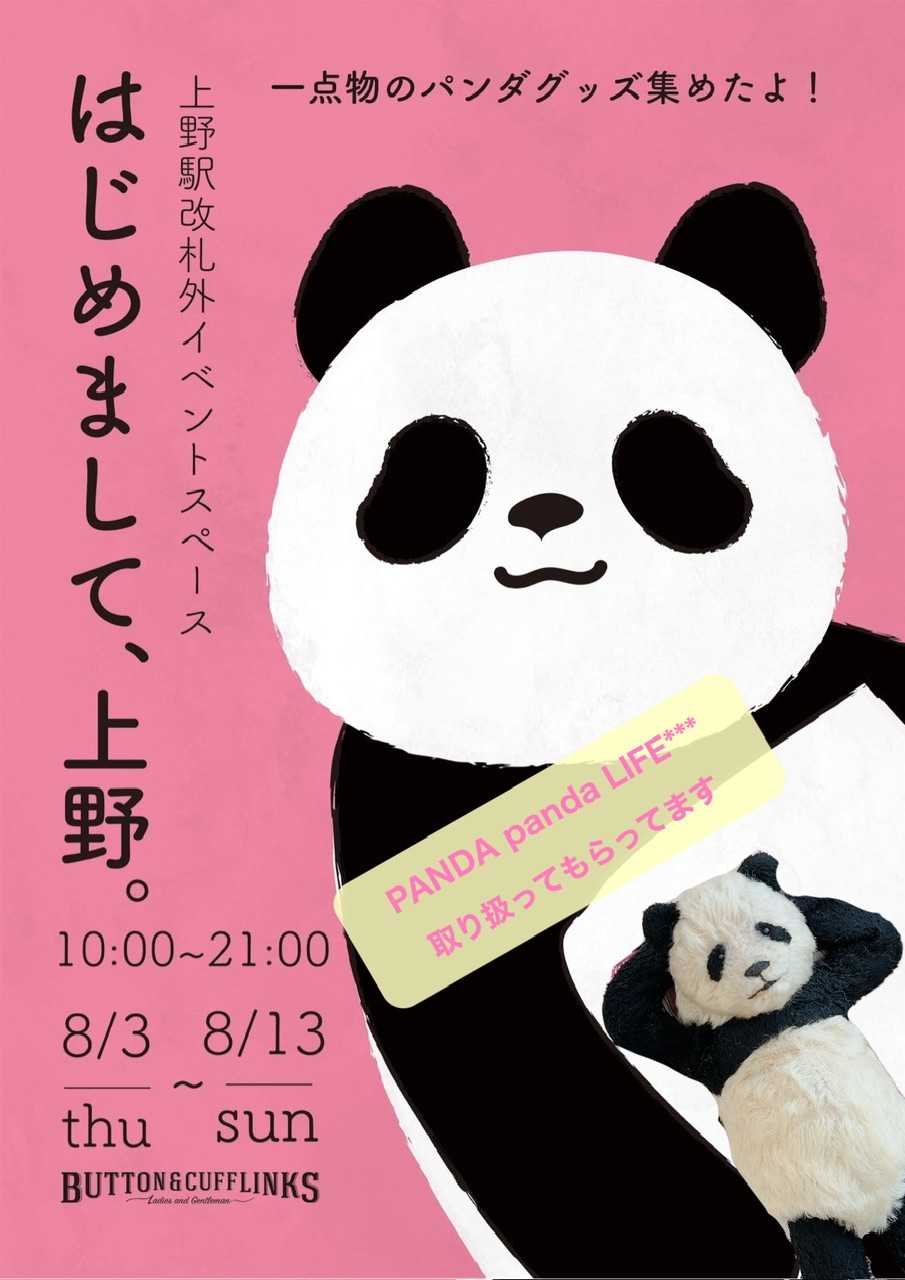 一点物のパンダグッズ集めたよ!
上野駅改札外イベントスペース
はじめまして、上野。
PANDA panda LIFE***
取り扱ってもらってます
10:00~21:00
8/3 ~ 8/13
thu sun
BUTTON&CUFFLINKS
Ladies and Gentleman